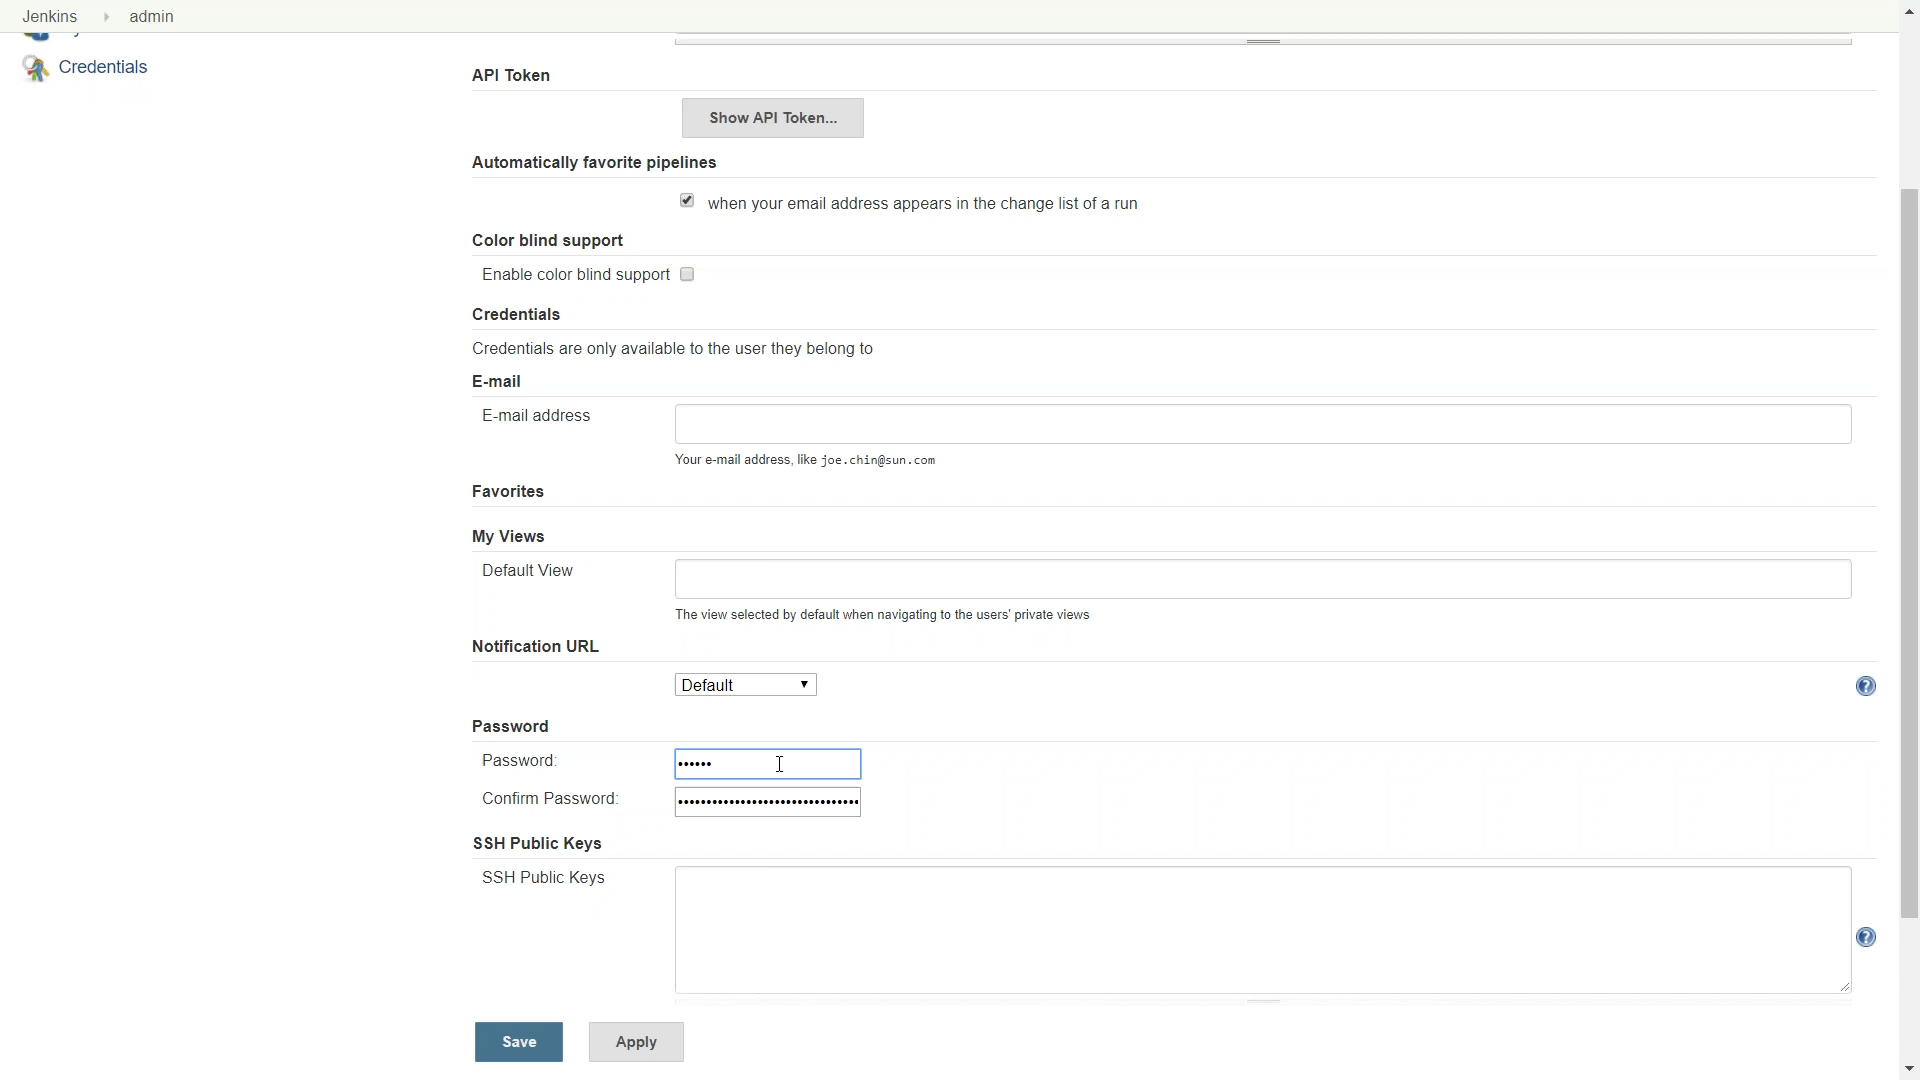 Jenkins admin
Credentials
API Token
Show API Token...
Automatically favorite pipelines
when your email address appears in the change list of a run
Color blind support
Enable color blind support
Credentials
Credentials are only available to the user they belong to
E-mail
E-mail address
Your e-mail address, like joe.chin@sun.com
Favorites
My Views
Default View
The view selected by default when navigating to the users' private views
Notification URL
Default
Password
Password:
Confirm Password:
SSH Public Keys
SSH Public Keys
Save Apply